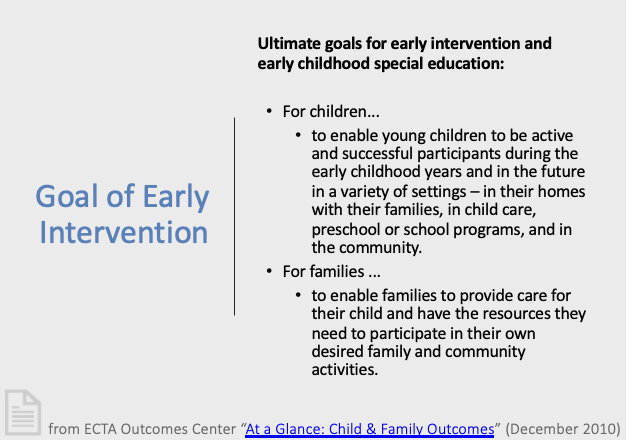 Goal of Early
Intervention
Ultimate goals for early intervention and
early childhood special education:
• For children...
• to enable young children to be active
and successful participants during the
early childhood years and in the future
in a variety of settings – in their homes
with their families, in child care,
preschool or school programs, and in
the community.
• For families ...
• to enable families to provide care for
their child and have the resources they
need to participate in their own
desired family and community
activities.
from ECTA Outcomes Center “At a Glance: Child & Family Outcomes” (December 2010)